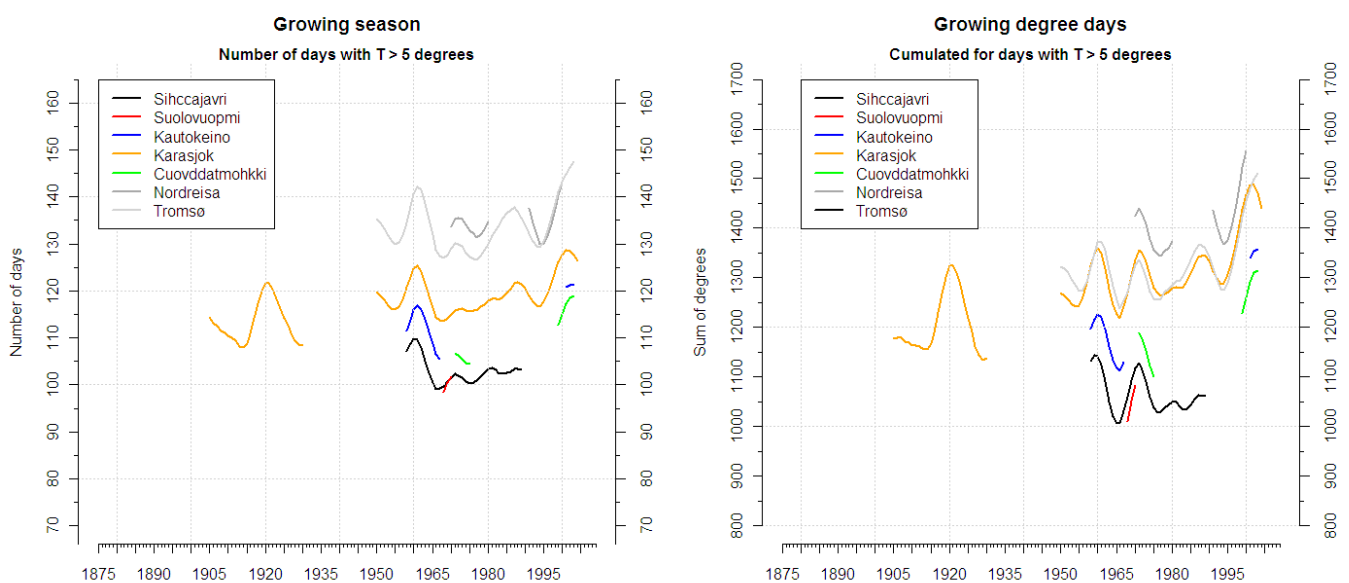 Growing season
Number of days with T > 5 degrees
Number of days
160
150
140
130
120
110
100
90
80
70
Sihccajavri
Suolovuopmi
Kautokeino
Karasjok
Cuovddatmohkki
Nordreisa
Tromsø
160
150
140
130
120
110
100
90
80
70
1875 1890 1905 1920 1935 1950 1965 1980 1995
Growing degree days
Cumulated for days with T > 5 degrees
Sum of degrees
1700
1600
1500
1400
1300
1200
1100
1000
900
800
Sihccajavri
Suolovuopmi
Kautokeino
Karasjok
Cuovddatmohkki
Nordreisa
Tromsø
1700
1600
1500
1400
1300
1200
1100
1000
900
800
1875 1890 1905 1920 1935 1950 1965 1980 1995